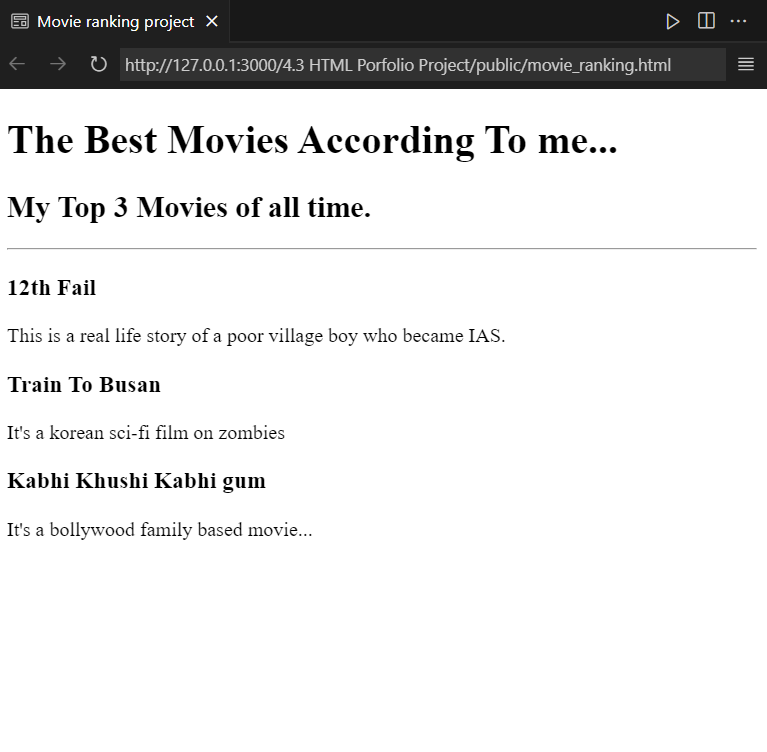 Movie ranking project
http://127.0.0.1:3000/4.3 HTML Porfolio Project/public/movie_ranking.html
The Best Movies According To me...
My Top 3 Movies of all time.
12th Fail
This is a real life story of a poor village boy who became IAS.
Train To Busan
It's a korean sci-fi film on zombies
Kabhi Khushi Kabhi gum
It's a bollywood family based movie...